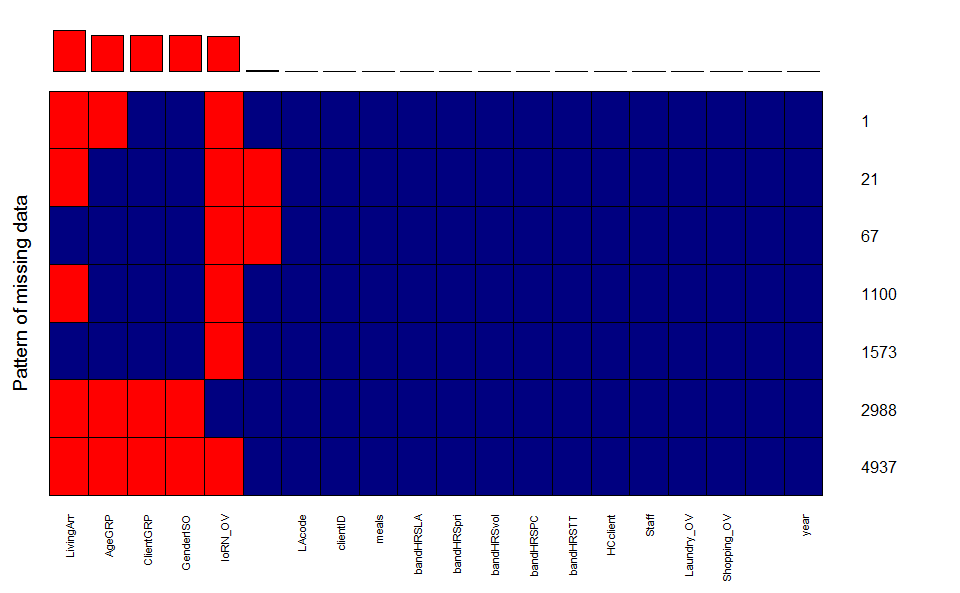 Pattern of missing data
1
21
67
1100
1573
2988
4937
LivingArr
AgeGRP
ClientGRP
GenderISO
IoRN_OV
LAcode
clientID
meals
bandHRSLA
bandHRSpri
bandHRSvol
bandHRSPC
bandHRSTT
HCclient
Staff
Laundry_OV
Shopping_OV
year